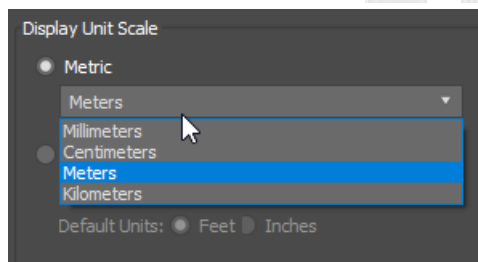 Display Unit Scale
Metric
Meters
Millimeters
Centimeters
Meters
Kilometers
Default Units: Feet Inches